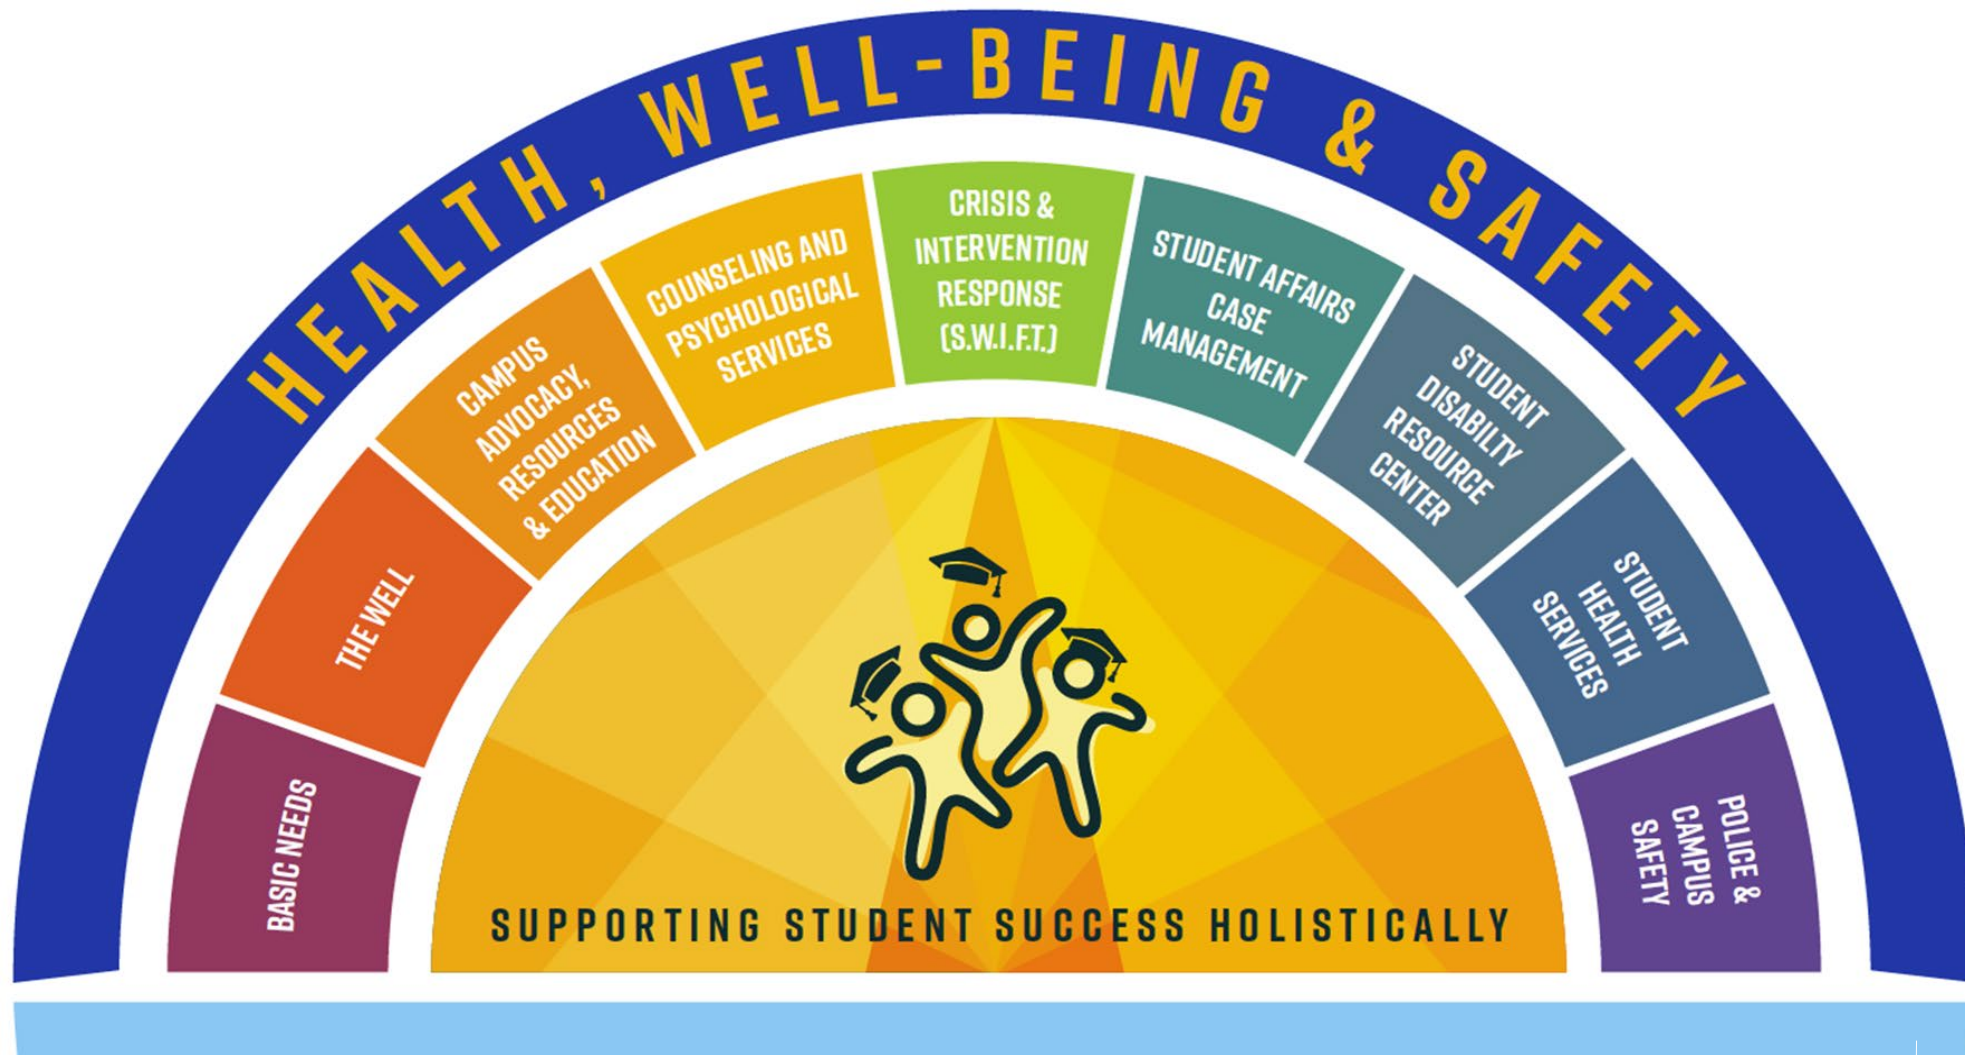 HEALTH, WELL-BEING & SAFETY
BASIC NEEDS
THE WELL
CAMPUS
ADVOCACY,
RESOURCES
& EDUCATION
COUNSELING AND
PSYCHOLOGICAL
SERVICES
CRISIS &
INTERVENTION
RESPONSE
(S.W.I.F.T.)
STUDENT AFFAIRS
CASE
MANAGEMENT
STUDENT
DISABILTY
RESOURCE
CENTER
STUDENT
HEALTH
SERVICES
POLICE &
CAMPUS
SAFETY
SUPPORTING STUDENT SUCCESS HOLISTICALLY